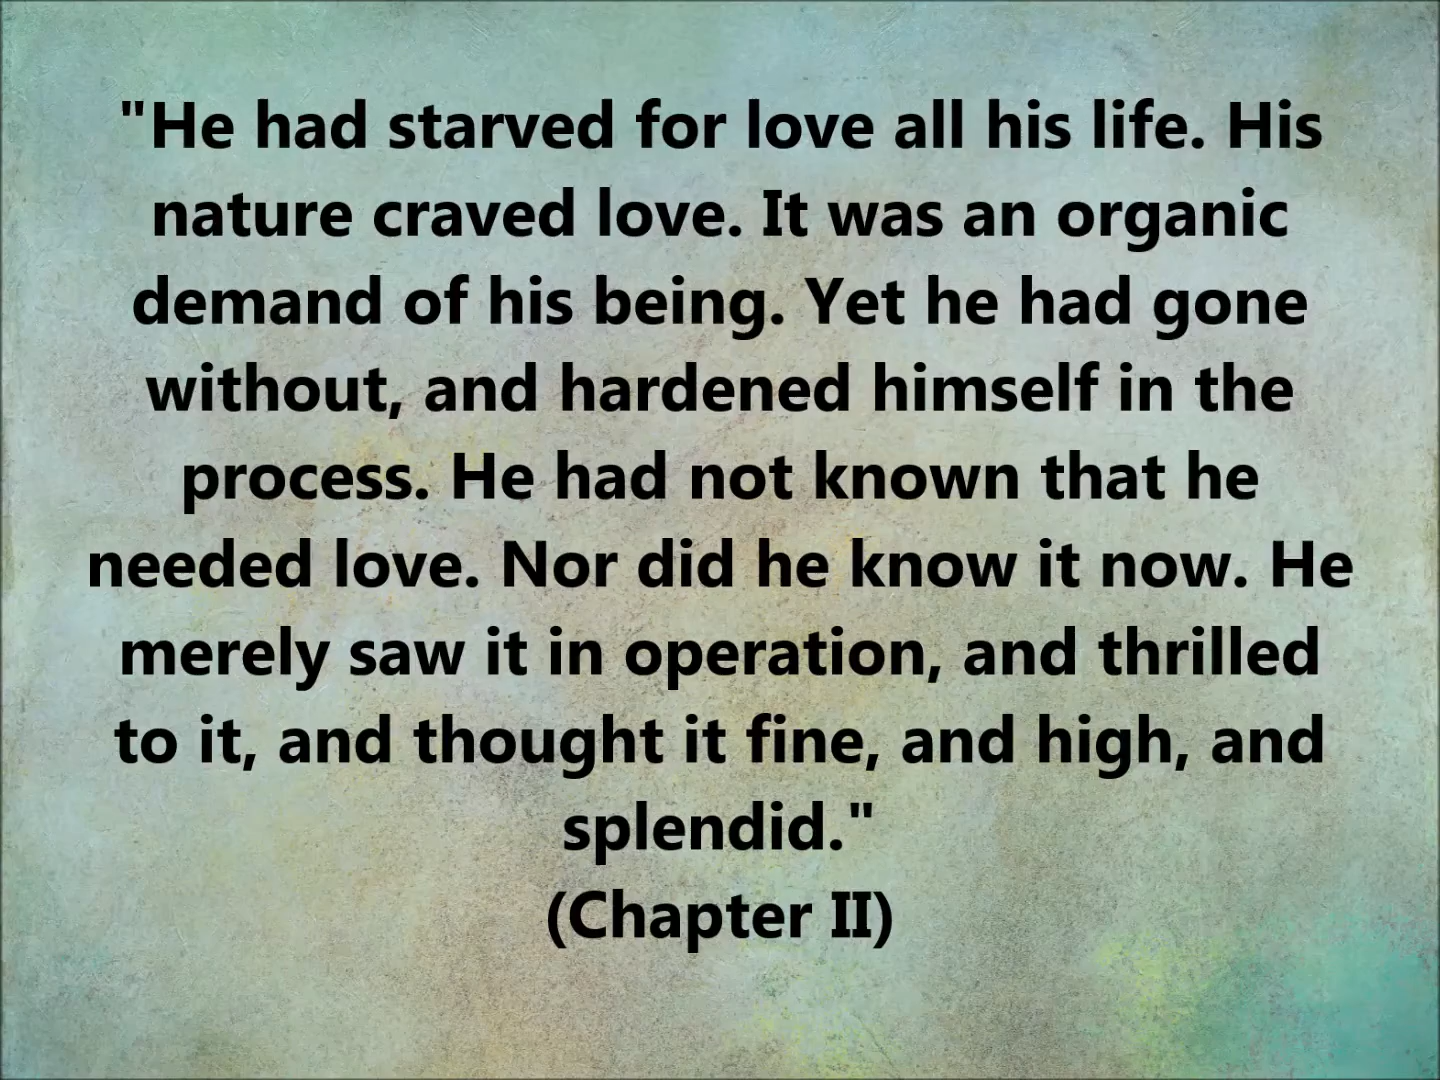 "He had starved for love all his life. His
nature craved love. It was an organic
demand of his being. Yet he had gone
without, and hardened himself in the
process. He had not known that he
needed love. Nor did he know it now. He
merely saw it in operation, and thrilled
to it, and thought it fine, and high, and
splendid."
(Chapter II)